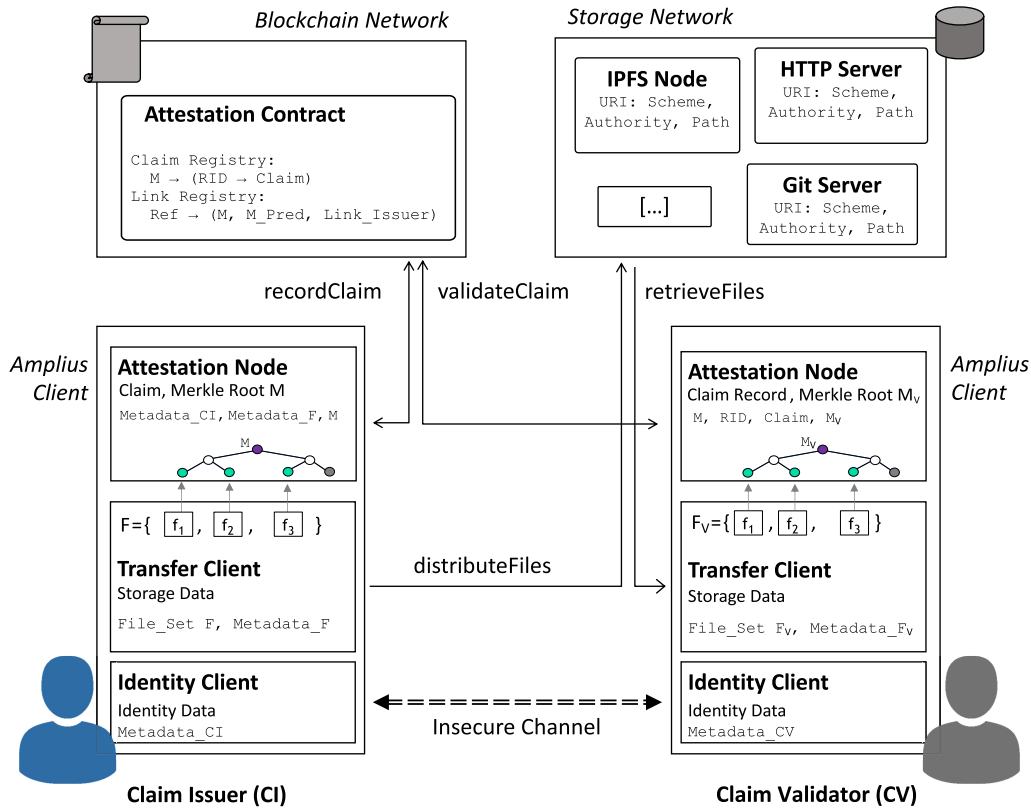 Blockchain Network
Storage Network
Attestation Contract
Claim Registry:
M → (RID → Claim)
Link Registry:
Ref → (M, M_Pred, Link_Issuer)
IPFS Node
URI: Scheme,
Authority, Path
HTTP Server
URI: Scheme,
Authority, Path
[...]
Git Server
URI: Scheme,
Authority, Path
recordClaim
validateClaim
retrieveFiles
Amplius
Client
Attestation Node
Claim, Merkle Root M
Metadata_CI, Metadata_F, M
M
F={ f1 , f2 , f3 }
Transfer Client
Storage Data
File_Set F, Metadata_F
Identity Client
Identity Data
Metadata_CI
Claim Issuer (CI)
distributeFiles
Insecure Channel
Amplius
Client
Attestation Node
Claim Record, Merkle Root Mv
M, RID, Claim, Mv
Mv
Fv={ f1 , f2 , f3 }
Transfer Client
Storage Data
File_Set Fv, Metadata_Fv
Identity Client
Identity Data
Metadata_CV
Claim Validator (CV)